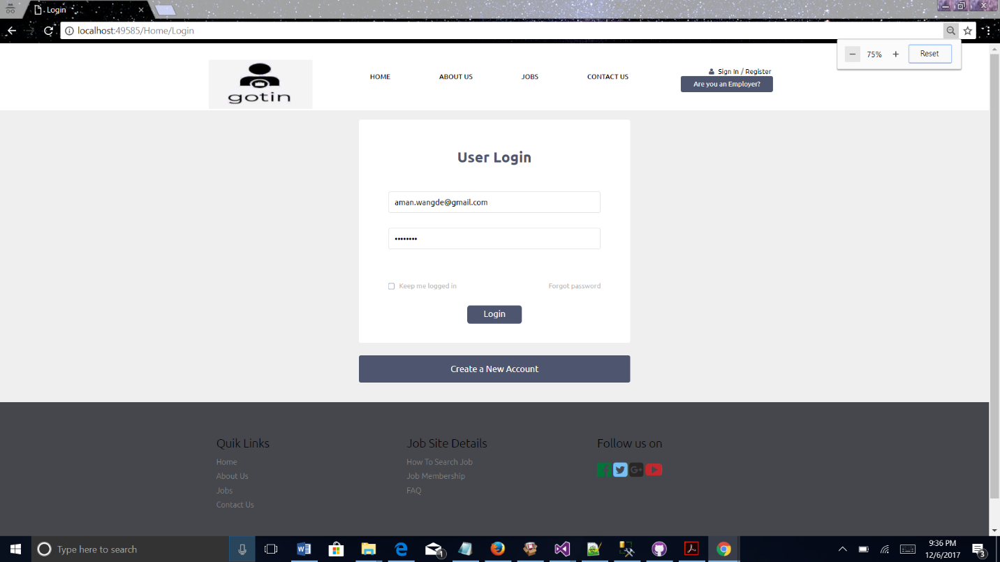 Login
localhost:49585/Home/Login
75%
Reset
gotin
HOME
ABOUT US
JOBS
CONTACT US
Sign In / Register
Are you an Employer?
User Login
aman.wangde@gmail.com
••••••••
Keep me logged in
Forgot password
Login
Create a New Account
Quik Links
Home
About Us
Jobs
Contact Us
Job Site Details
How To Search Job
Job Membership
FAQ
Follow us on
G+
Type here to search
1
9:36 PM
12/6/2017
3